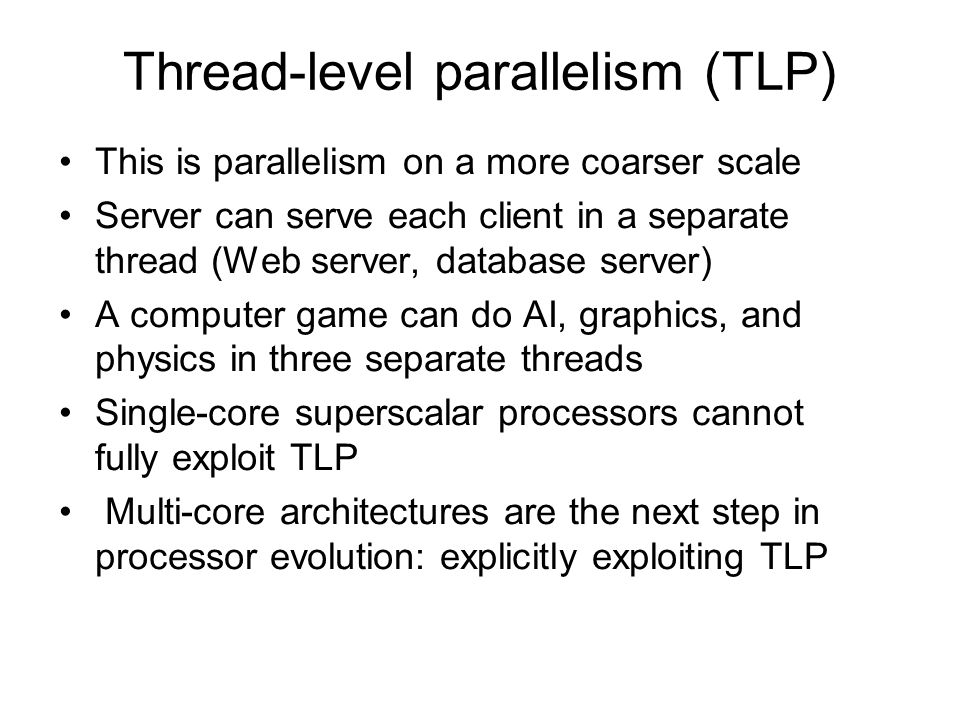 Thread-level parallelism (TLP)
• This is parallelism on a more coarser scale
• Server can serve each client in a separate
thread (Web server, database server)
• A computer game can do AI, graphics, and
physics in three separate threads
• Single-core superscalar processors cannot
fully exploit TLP
• Multi-core architectures are the next step in
processor evolution: explicitly exploiting TLP